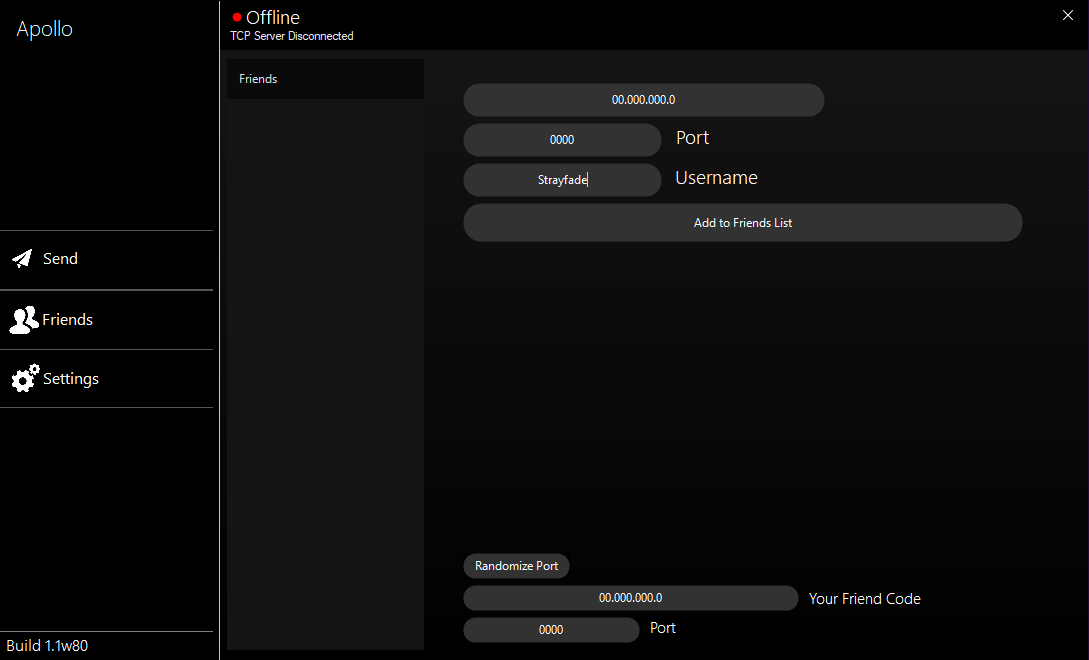 Apollo
Offline
TCP Server Disconnected
Friends
00.000.000.0
0000 Port
Strayfade Username
Add to Friends List
Send
Friends
Settings
Randomize Port
00.000.000.0 Your Friend Code
0000 Port
Build 1.1w80